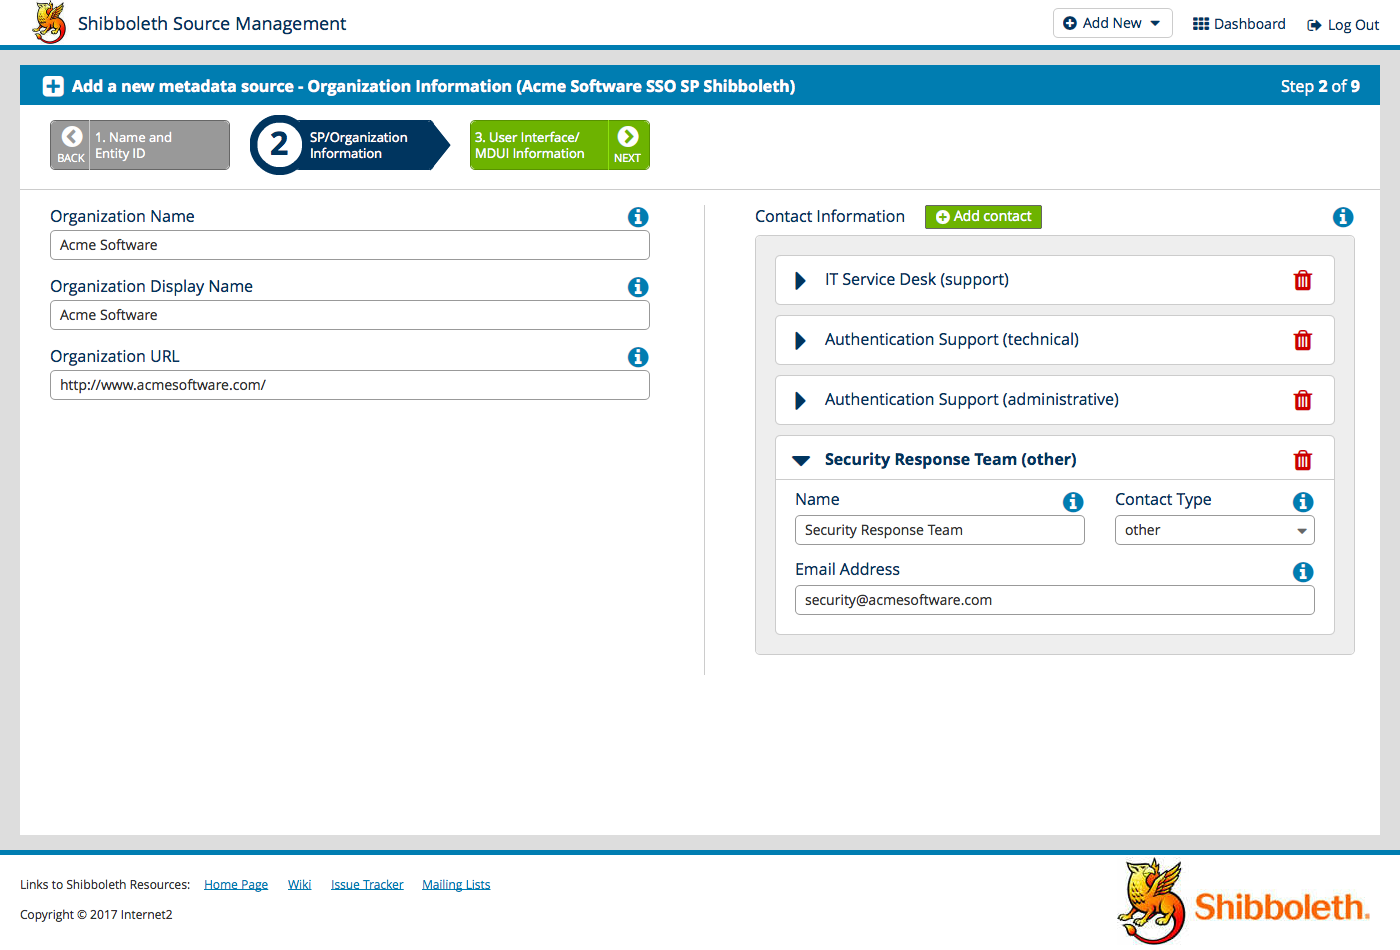 Shibboleth Source Management
Add New
Dashboard
Log Out
Add a new metadata source - Organization Information (Acme Software SSO SP Shibboleth)
Step 2 of 9
BACK
1. Name and
Entity ID
2
SP/Organization
Information
3. User Interface/
MDUI Information
NEXT
Organization Name
Acme Software
Organization Display Name
Acme Software
Organization URL
http://www.acmesoftware.com/
Contact Information
Add contact
IT Service Desk (support)
Authentication Support (technical)
Authentication Support (administrative)
Security Response Team (other)
Name
Contact Type
Security Response Team
other
Email Address
security@acmesoftware.com
Links to Shibboleth Resources: Home Page Wiki Issue Tracker Mailing Lists
Copyright © 2017 Internet2
Shibboleth.